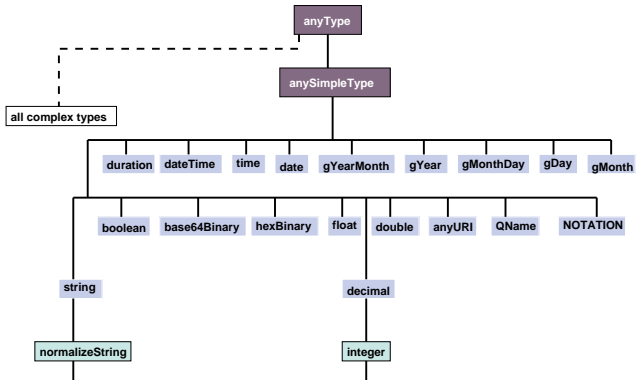 anyType
anySimpleType
all complex types
duration dateTime time date gYearMonth gYear gMonthDay gDay gMonth
boolean base64Binary hexBinary float double anyURI QName NOTATION
string decimal
normalizeString integer